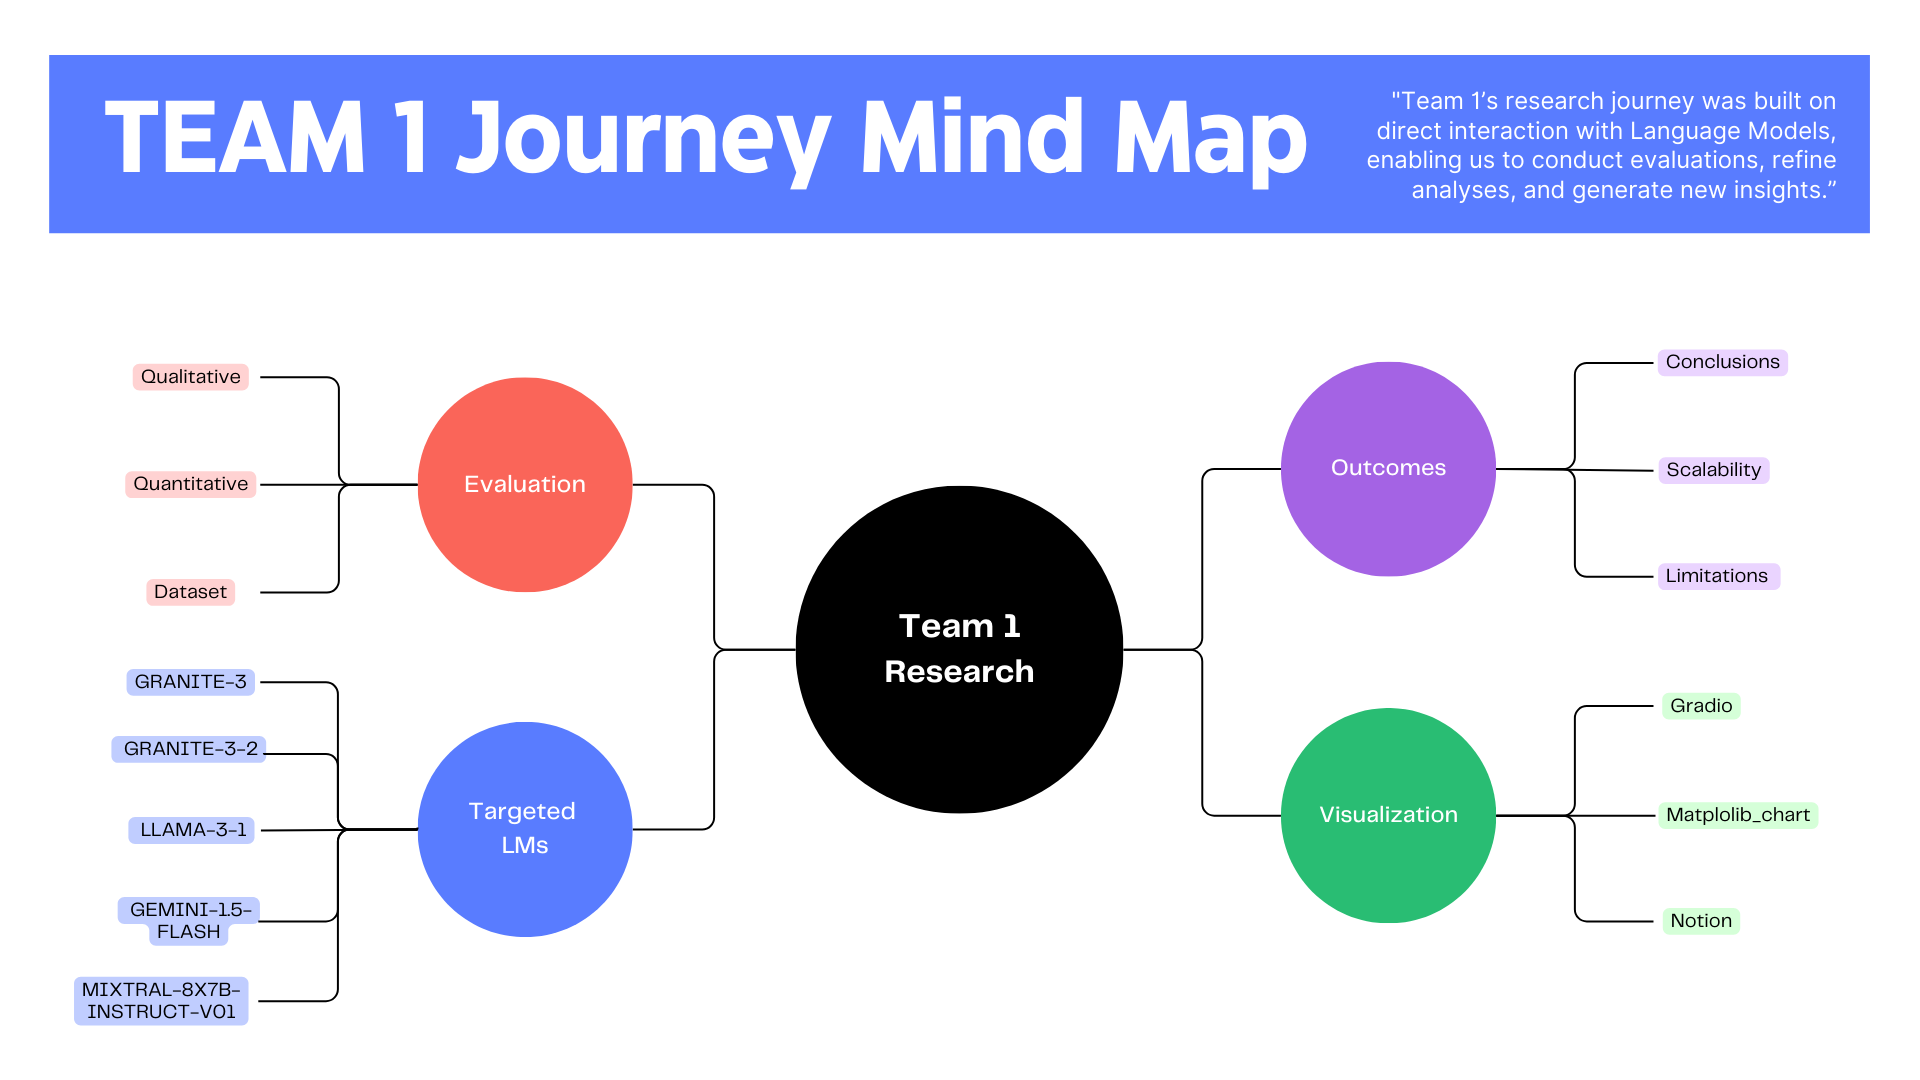 TEAM 1 Journey Mind Map
"Team 1’s research journey was built on
direct interaction with Language Models,
enabling us to conduct evaluations, refine
analyses, and generate new insights.”
Qualitative
Quantitative
Dataset
Evaluation
GRANITE-3
GRANITE-3-2
LLAMA-3-1
GEMINI-1.5-
FLASH
MIXTRAL-8X7B-
INSTRUCT-V01
Targeted
LMs
Team 1
Research
Outcomes
Conclusions
Scalability
Limitations
Visualization
Gradio
Matplolib_chart
Notion